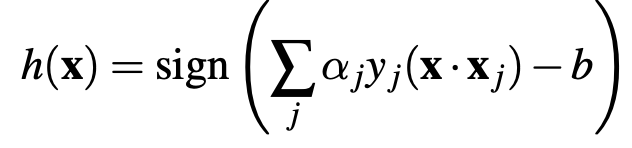 h(𝐱) = sign (∑_j α_j y_j (𝐱 · 𝐱_j) − b)